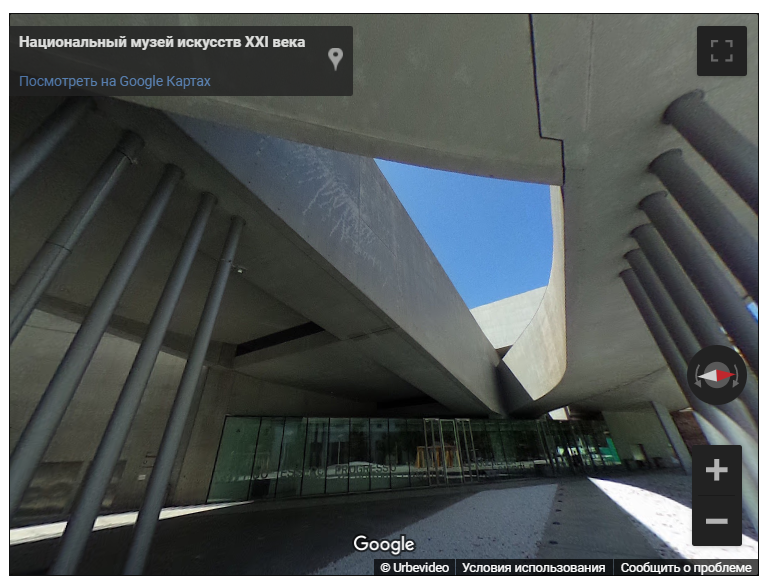 Национальный музей искусств XXI века
Посмотреть на Google Картах
Google
© Urbevideo
Условия использования
Сообщить о проблеме